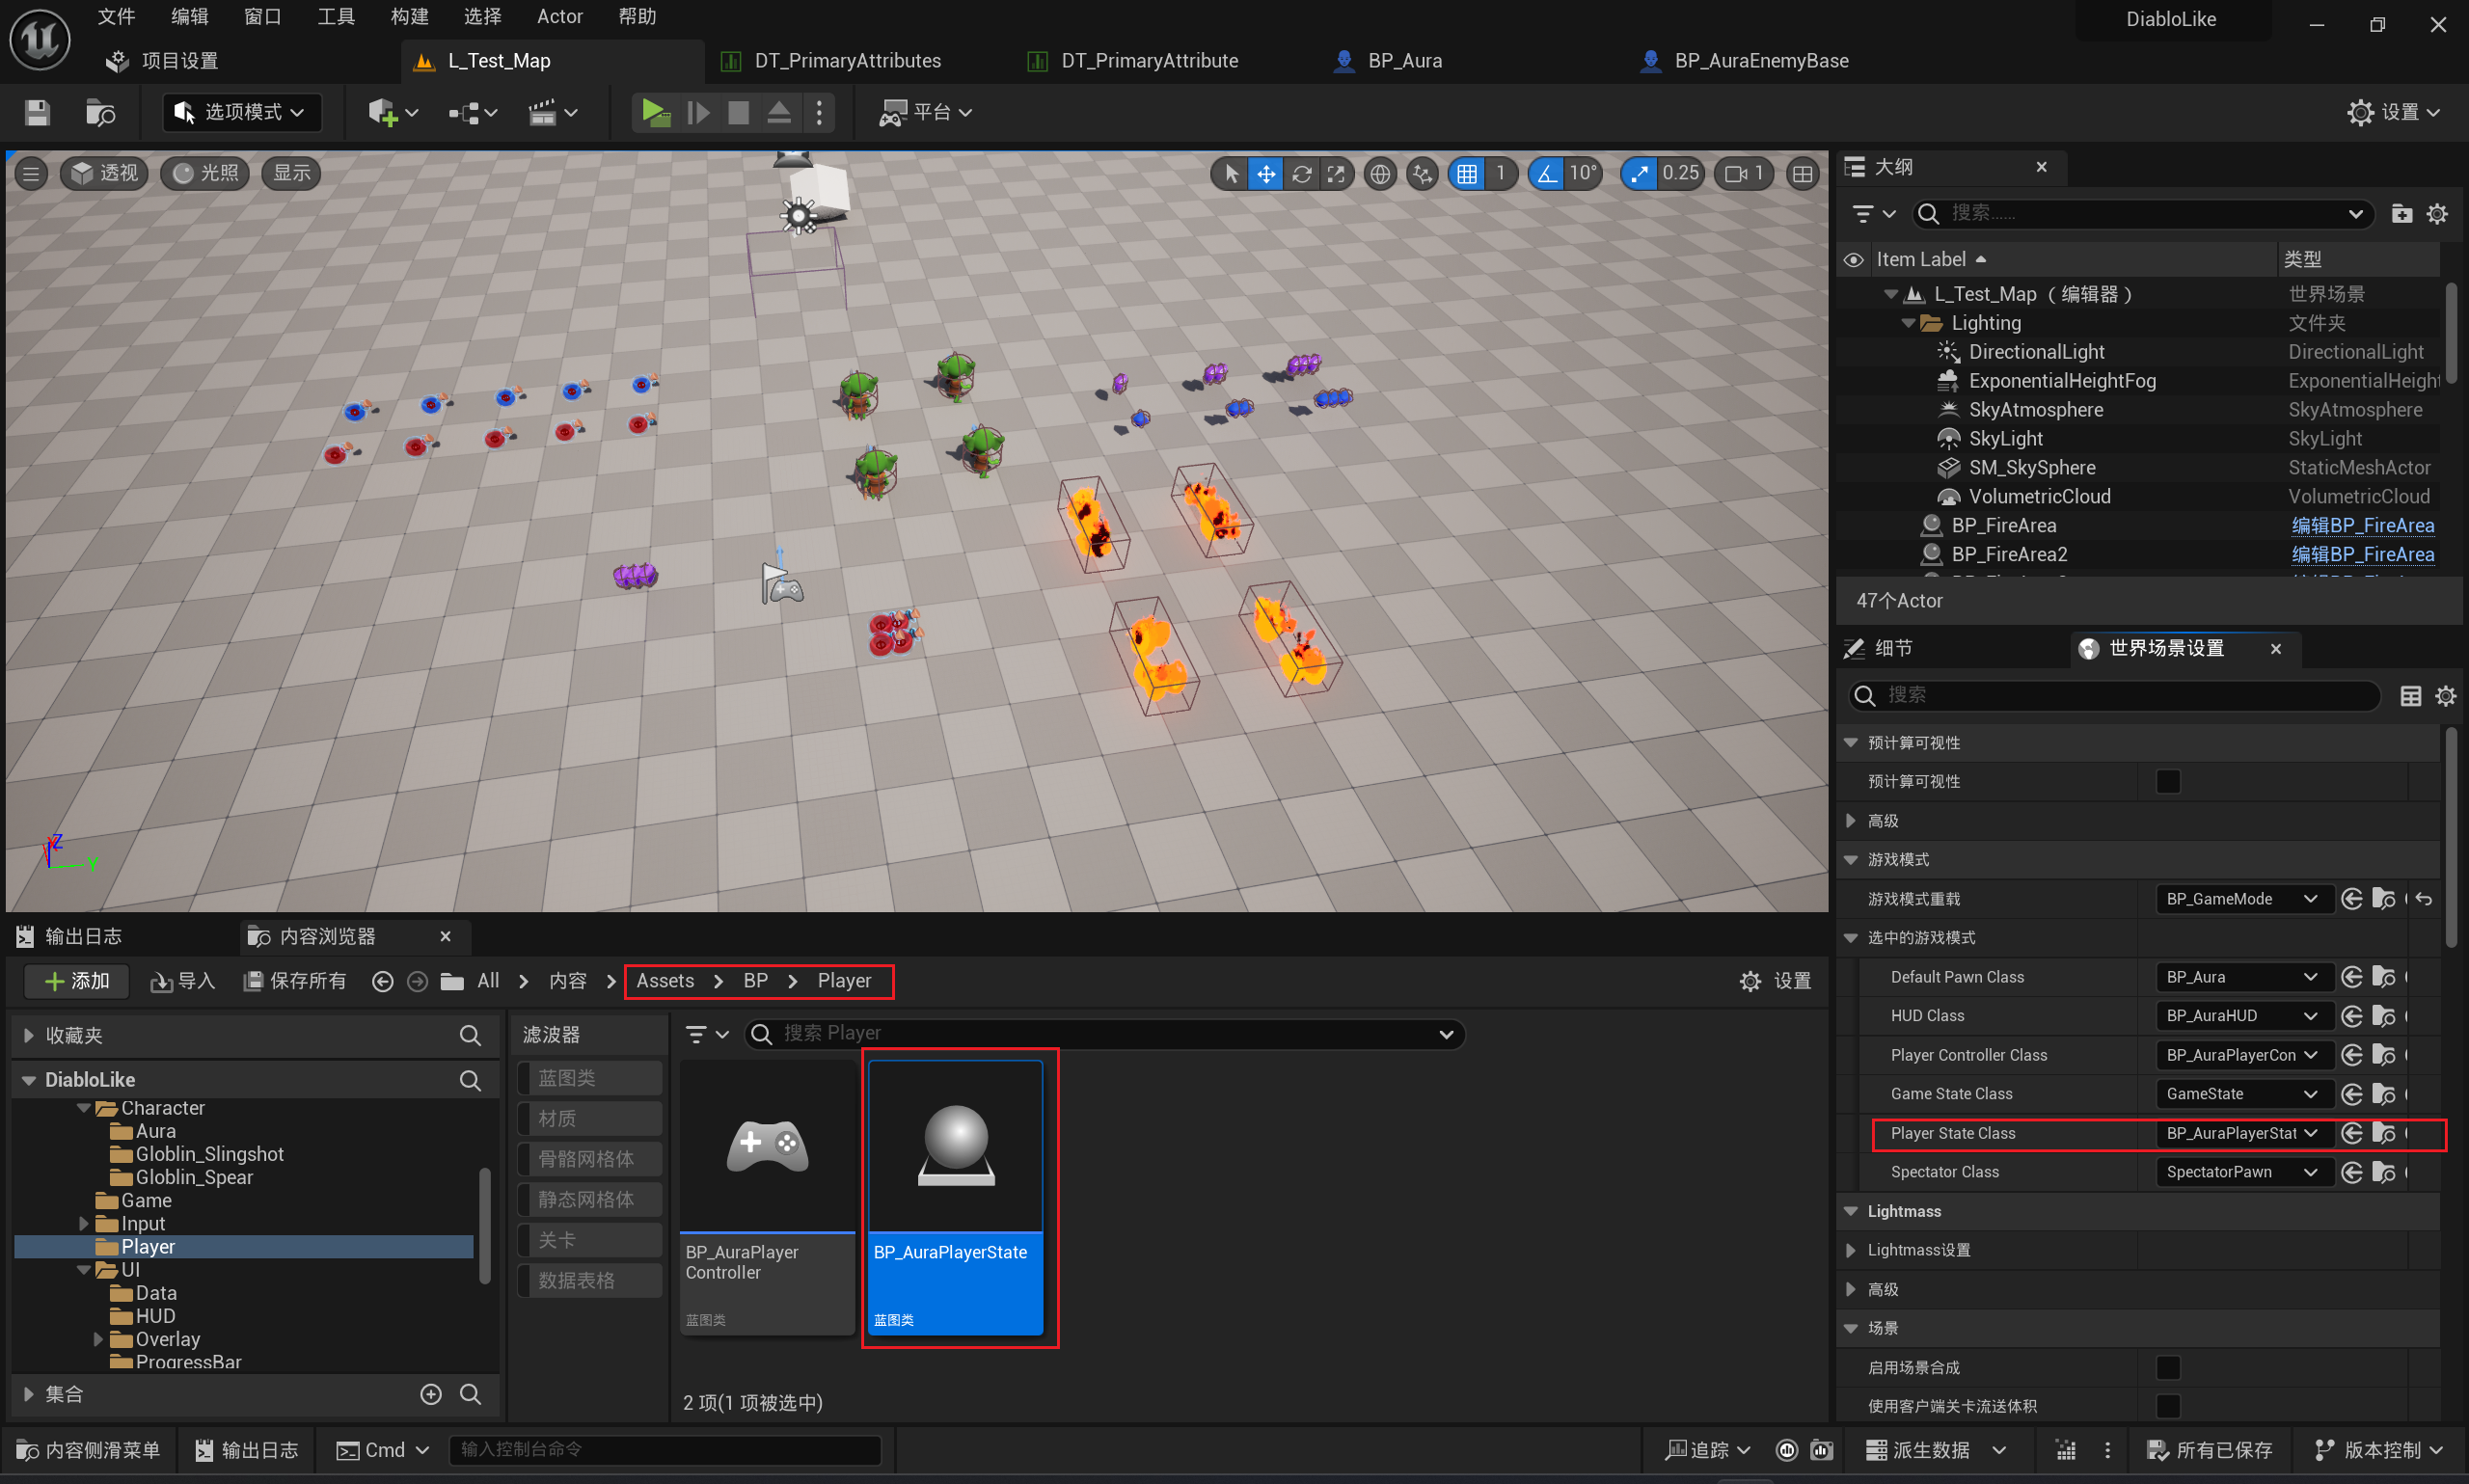 文件 编辑 窗口 工具 构建 选择 Actor 帮助
DiabloLike
项目设置 L_Test_Map DT_PrimaryAttributes DT_PrimaryAttribute BP_Aura BP_AuraEnemyBase
选项模式 平台 设置
透视 光照 显示 1 10° 0.25 1
大纲
搜索......
Item Label 类型
L_Test_Map（编辑器） 世界场景
Lighting 文件夹
DirectionalLight DirectionalLight
ExponentialHeightFog ExponentialHeight
SkyAtmosphere SkyAtmosphere
SkyLight SkyLight
SM_SkySphere StaticMeshActor
VolumetricCloud VolumetricCloud
BP_FireArea 编辑BP_FireArea
BP_FireArea2 编辑BP_FireArea
47个Actor
细节 世界场景设置
搜索
预计算可视性
预计算可视性
高级
游戏模式
游戏模式重载 BP_GameMode
选中的游戏模式
Default Pawn Class BP_Aura
HUD Class BP_AuraHUD
Player Controller Class BP_AuraPlayerCon
Game State Class GameState
Player State Class BP_AuraPlayerStat
Spectator Class SpectatorPawn
Lightmass
Lightmass设置
高级
场景
启用场景合成
使用客户端关卡流送体积
Z
Y
输出日志 内容浏览器
添加 导入 保存所有 All 内容 Assets BP Player 设置
收藏夹
DiabloLike
Character
Aura
Globlin_Slingshot
Globlin_Spear
Game
Input
Player
UI
Data
HUD
Overlay
ProgressBar
集合
滤波器
蓝图类
材质
骨骼网格体
静态网格体
关卡
数据表格
搜索 Player
BP_AuraPlayer
Controller
蓝图类
BP_AuraPlayerState
蓝图类
2 项(1 项被选中)
内容侧滑菜单 输出日志 Cmd 输入控制台命令 追踪 派生数据 所有已保存 版本控制